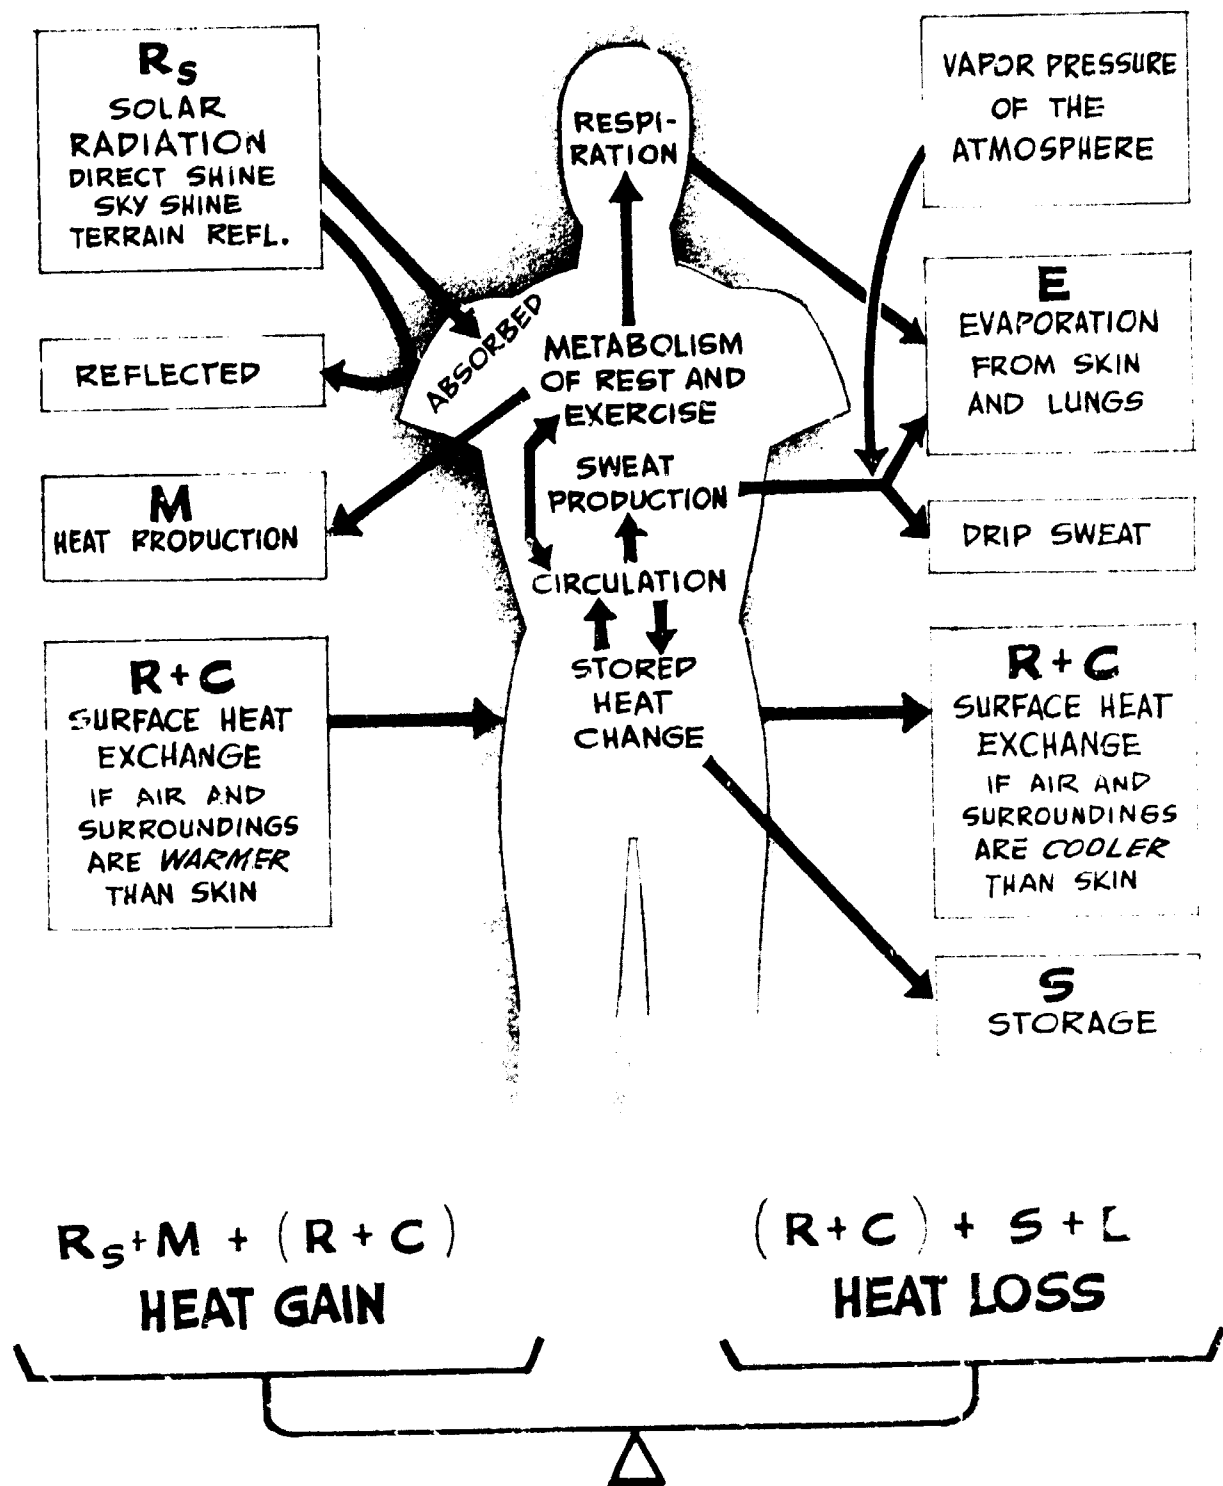 Rs
SOLAR
RADIATION
DIRECT SHINE
SKY SHINE
TERRAIN REFL.
REFLECTED
M
HEAT PRODUCTION
R+C
SURFACE HEAT
EXCHANGE
IF AIR AND
SURROUNDINGS
ARE WARMER
THAN SKIN
RESPI-
RATION
ABSORBED
METABOLISM
OF REST AND
EXERCISE
SWEAT
PRODUCTION
CIRCULATION
STORED
HEAT
CHANGE
VAPOR PRESSURE
OF THE
ATMOSPHERE
E
EVAPORATION
FROM SKIN
AND LUNGS
DRIP SWEAT
R+C
SURFACE HEAT
EXCHANGE
IF AIR AND
SURROUNDINGS
ARE COOLER
THAN SKIN
S
STORAGE
Rs+M + (R + C)
HEAT GAIN
(R+C) + S +
HEAT LOSS